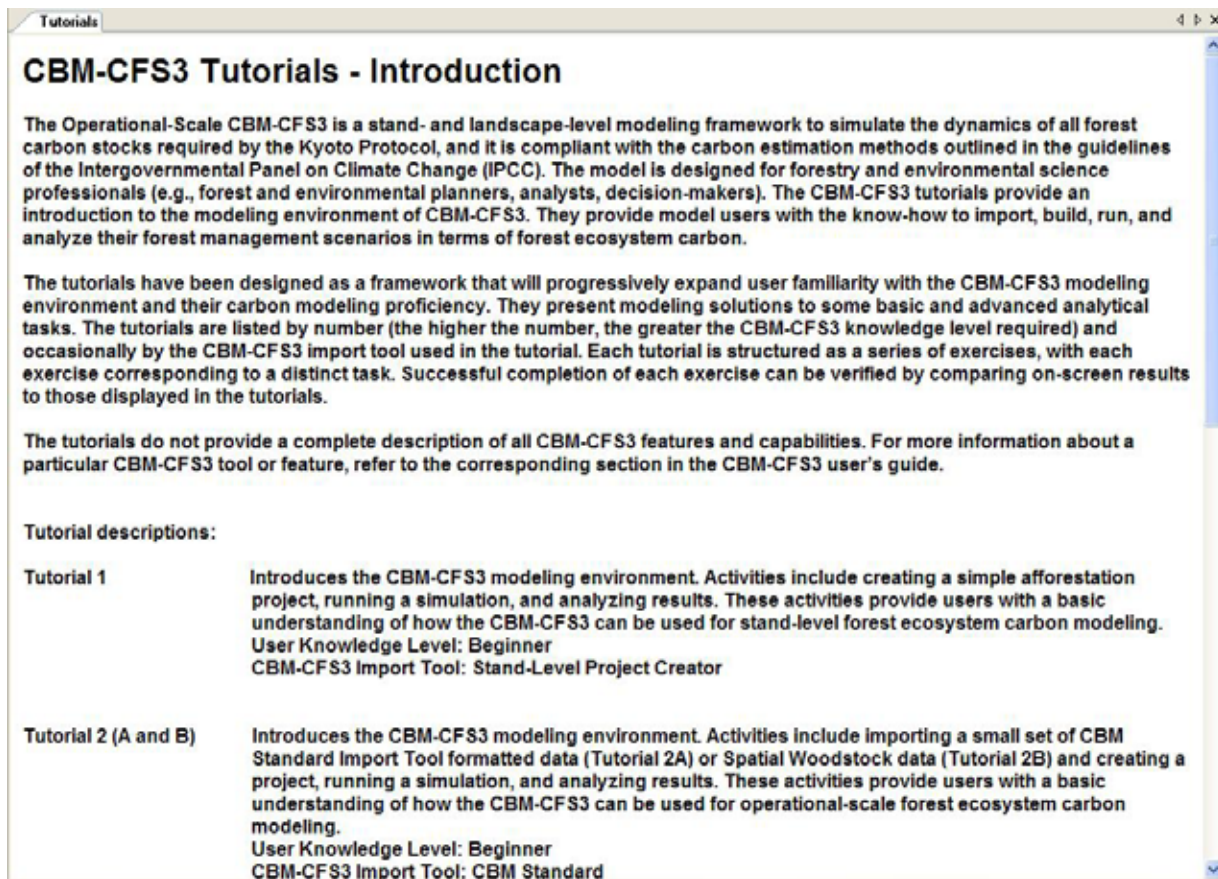 Tutorials
CBM-CFS3 Tutorials - Introduction
The Operational-Scale CBM-CFS3 is a stand- and landscape-level modeling framework to simulate the dynamics of all forest
carbon stocks required by the Kyoto Protocol, and it is compliant with the carbon estimation methods outlined in the guidelines
of the Intergovernmental Panel on Climate Change (IPCC). The model is designed for forestry and environmental science
professionals (e.g., forest and environmental planners, analysts, decision-makers). The CBM-CFS3 tutorials provide an
introduction to the modeling environment of CBM-CFS3. They provide model users with the know-how to import, build, run, and
analyze their forest management scenarios in terms of forest ecosystem carbon.
The tutorials have been designed as a framework that will progressively expand user familiarity with the CBM-CFS3 modeling
environment and their carbon modeling proficiency. They present modeling solutions to some basic and advanced analytical
tasks. The tutorials are listed by number (the higher the number, the greater the CBM-CFS3 knowledge level required) and
occasionally by the CBM-CFS3 import tool used in the tutorial. Each tutorial is structured as a series of exercises, with each
exercise corresponding to a distinct task. Successful completion of each exercise can be verified by comparing on-screen results
to those displayed in the tutorials.
The tutorials do not provide a complete description of all CBM-CFS3 features and capabilities. For more information about a
particular CBM-CFS3 tool or feature, refer to the corresponding section in the CBM-CFS3 user's guide.
Tutorial descriptions:
Tutorial 1 Introduces the CBM-CFS3 modeling environment. Activities include creating a simple afforestation
project, running a simulation, and analyzing results. These activities provide users with a basic
understanding of how the CBM-CFS3 can be used for stand-level forest ecosystem carbon modeling.
User Knowledge Level: Beginner
CBM-CFS3 Import Tool: Stand-Level Project Creator
Tutorial 2 (A and B) Introduces the CBM-CFS3 modeling environment. Activities include importing a small set of CBM
Standard Import Tool formatted data (Tutorial 2A) or Spatial Woodstock data (Tutorial 2B) and creating a
project, running a simulation, and analyzing results. These activities provide users with a basic
understanding of how the CBM-CFS3 can be used for operational-scale forest ecosystem carbon
modeling.
User Knowledge Level: Beginner
CBM-CFS3 Import Tool: CBM Standard